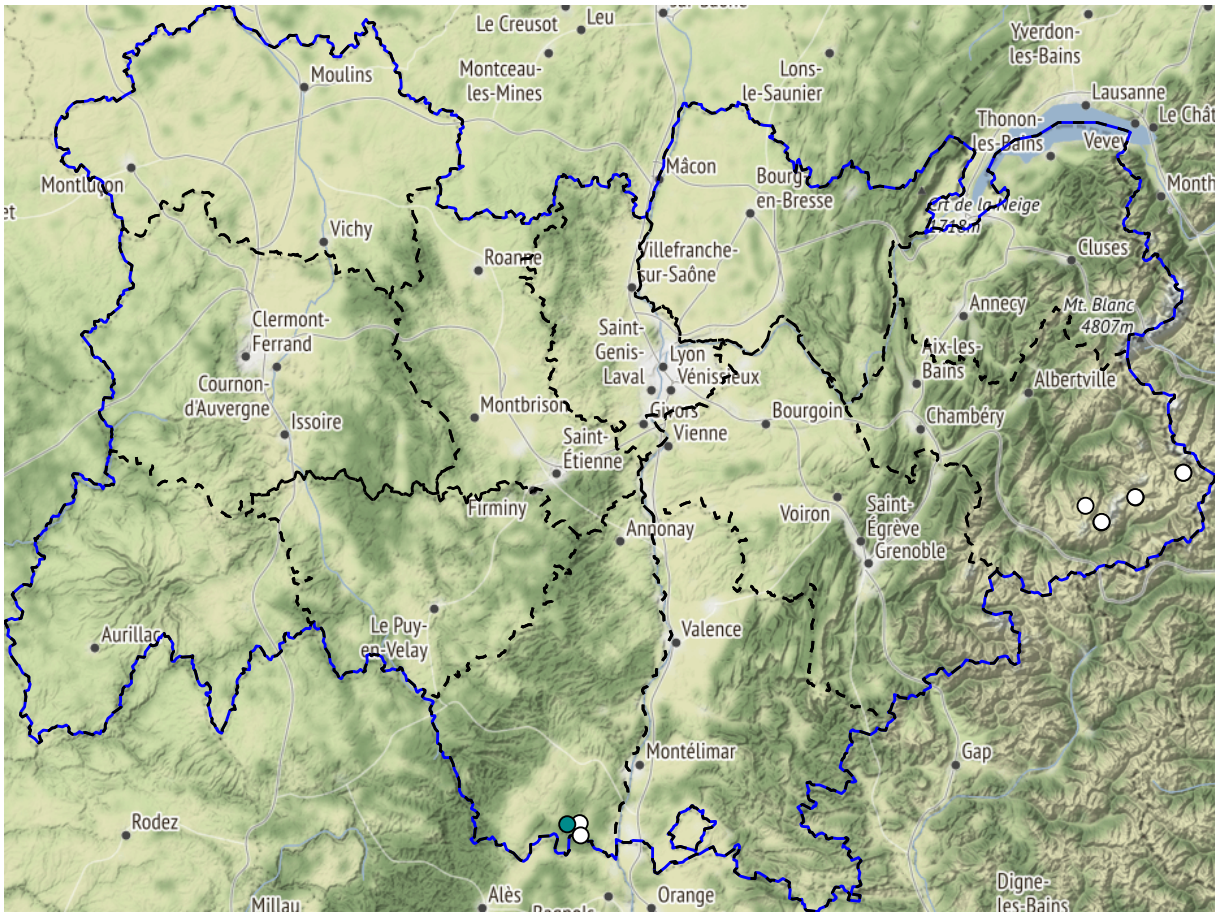 Le Creusot
Leu
sur-Saône
Yverdon-
les-Bains
Moulins
Montceau-
les-Mines
Lons-
le-Saunier
Lausanne
Le Chât
Thonon-
les-Bains
Vevey
Montluçon
Mâcon
Bourg-
en-Bresse
Month
et
Crêt de la Neige
1718m
Vichy
Roanne
Villefranche-
sur-Saône
Cluses
Annecy
Mt. Blanc
4807m
Clermont-
Ferrand
Saint-
Genis-
Laval
Lyon
Vénissieux
Aix-les-
Bains
Albertville
Cournon-
d'Auvergne
Issoire
Montbrison
Givors
Bourgoin
Chambéry
Saint-
Étienne
Vienne
Firminy
Annonay
Voiron
Saint-
Égrève
Grenoble
Aurillac
Le Puy-
en-Velay
Valence
Montélimar
Gap
Rodez
Alès
Orange
Digne-
les-Bains
Millau